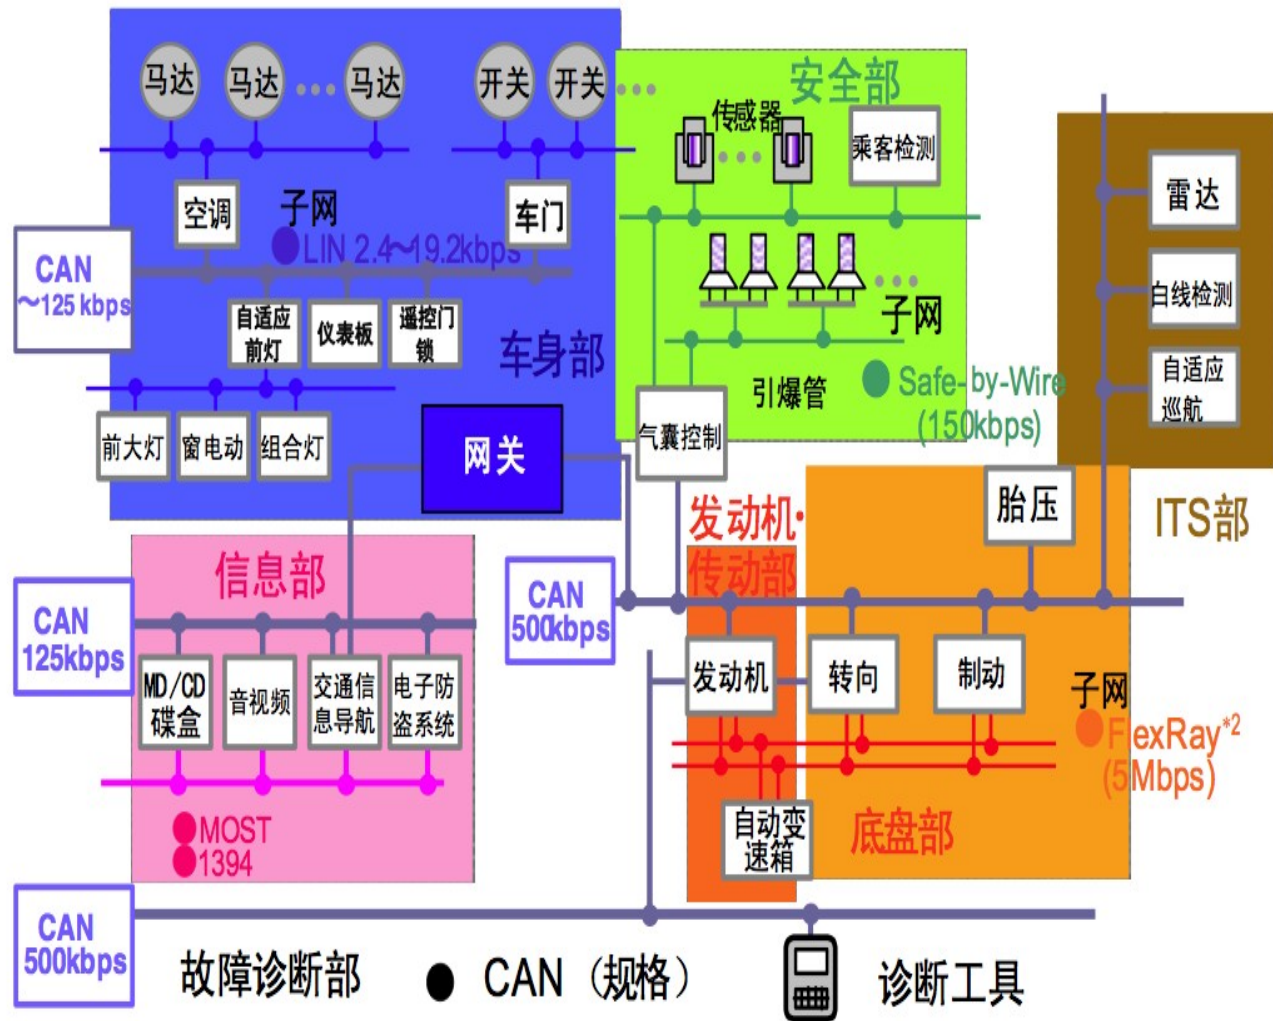 马达
马达
马达
开关
开关
安全部
传感器
乘客检测
雷达
空调
子网
车门
LIN 2.4～19.2kbps
CAN
～125 kbps
白线检测
自适应
前灯
仪表板
遥控门
锁
车身部
子网
自适应
巡航
引爆管
Safe-by-Wire
(150kbps)
前大灯
窗电动
组合灯
网关
气囊控制
胎压
ITS部
发动机·
传动部
信息部
CAN
500kbps
CAN
125kbps
MD/CD
碟盒
音视频
交通信
息导航
电子防
盗系统
发动机
转向
制动
子网
FlexRay*2
(5Mbps)
自动变
速箱
底盘部
MOST
1394
CAN
500kbps
故障诊断部
CAN（规格）
诊断工具